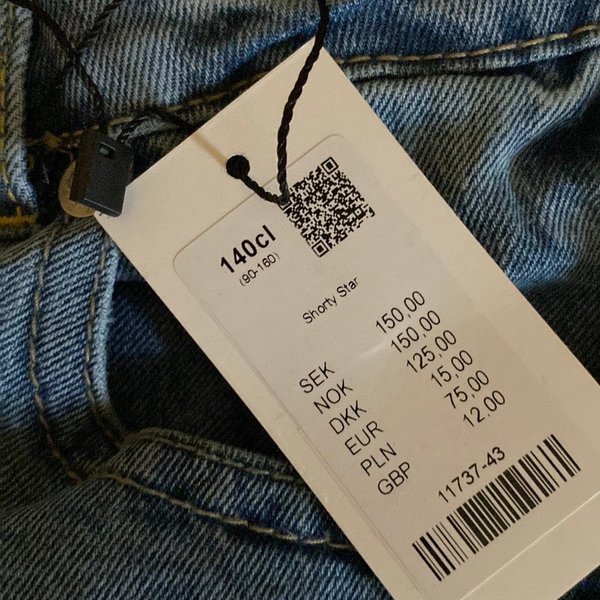 140cl
(90-160)
Shorty Star
SEK 150,00
NOK 150,00
DKK 125,00
EUR 15,00
PLN 75,00
GBP 12,00
11737-43